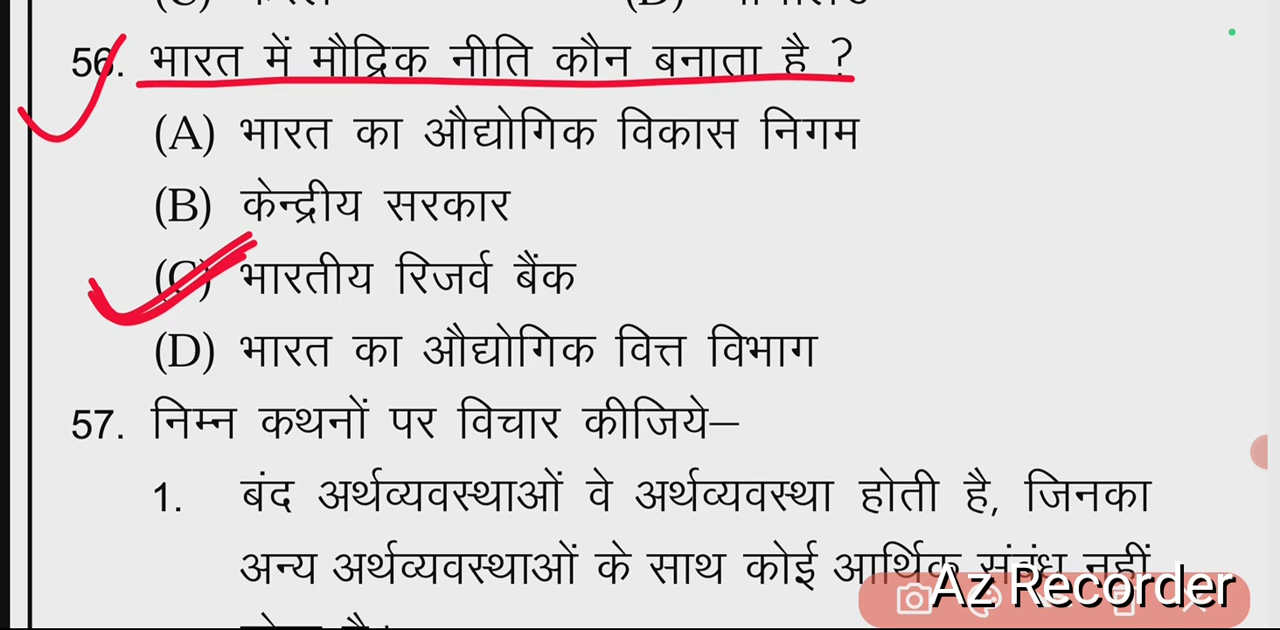 56. भारत में मौद्रिक नीति कौन बनाता है ?
(A) भारत का औद्योगिक विकास निगम
(B) केन्द्रीय सरकार
(C) भारतीय रिजर्व बैंक
(D) भारत का औद्योगिक वित्त विभाग
57. निम्न कथनों पर विचार कीजिये–
1. बंद अर्थव्यवस्थाओं वे अर्थव्यवस्था होती है, जिनका
अन्य अर्थव्यवस्थाओं के साथ कोई आर्थिक संबंध नहीं
Az Recorder